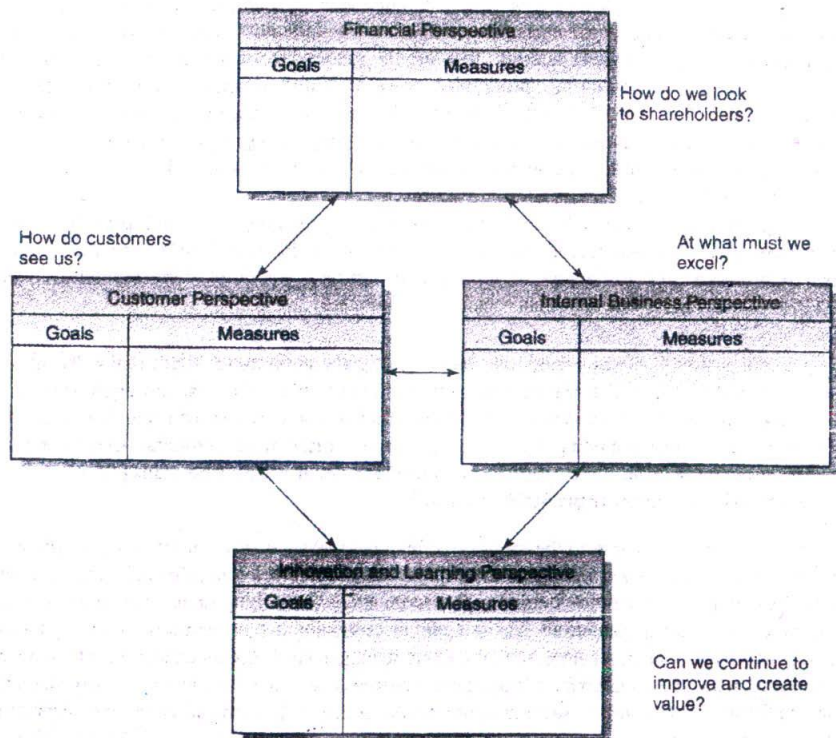 Financial Perspective
Goals Measures
How do we look
to shareholders?
How do customers
see us?
At what must we
excel?
Customer Perspective
Goals Measures
Internal Business Perspective
Goals Measures
Innovation and Learning Perspective
Goals Measures
Can we continue to
improve and create
value?